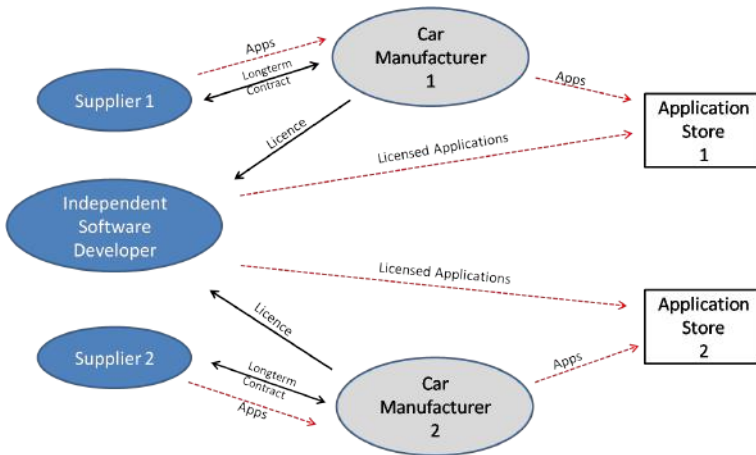 Apps
Car
Manufacturer
1
Longterm
Contract
Supplier 1
Apps
Application
Store
1
Licence
Licensed Applications
Independent
Software
Developer
Licensed Applications
Application
Store
2
Licence
Supplier 2
Longterm
Contract
Apps
Car
Manufacturer
2
Apps